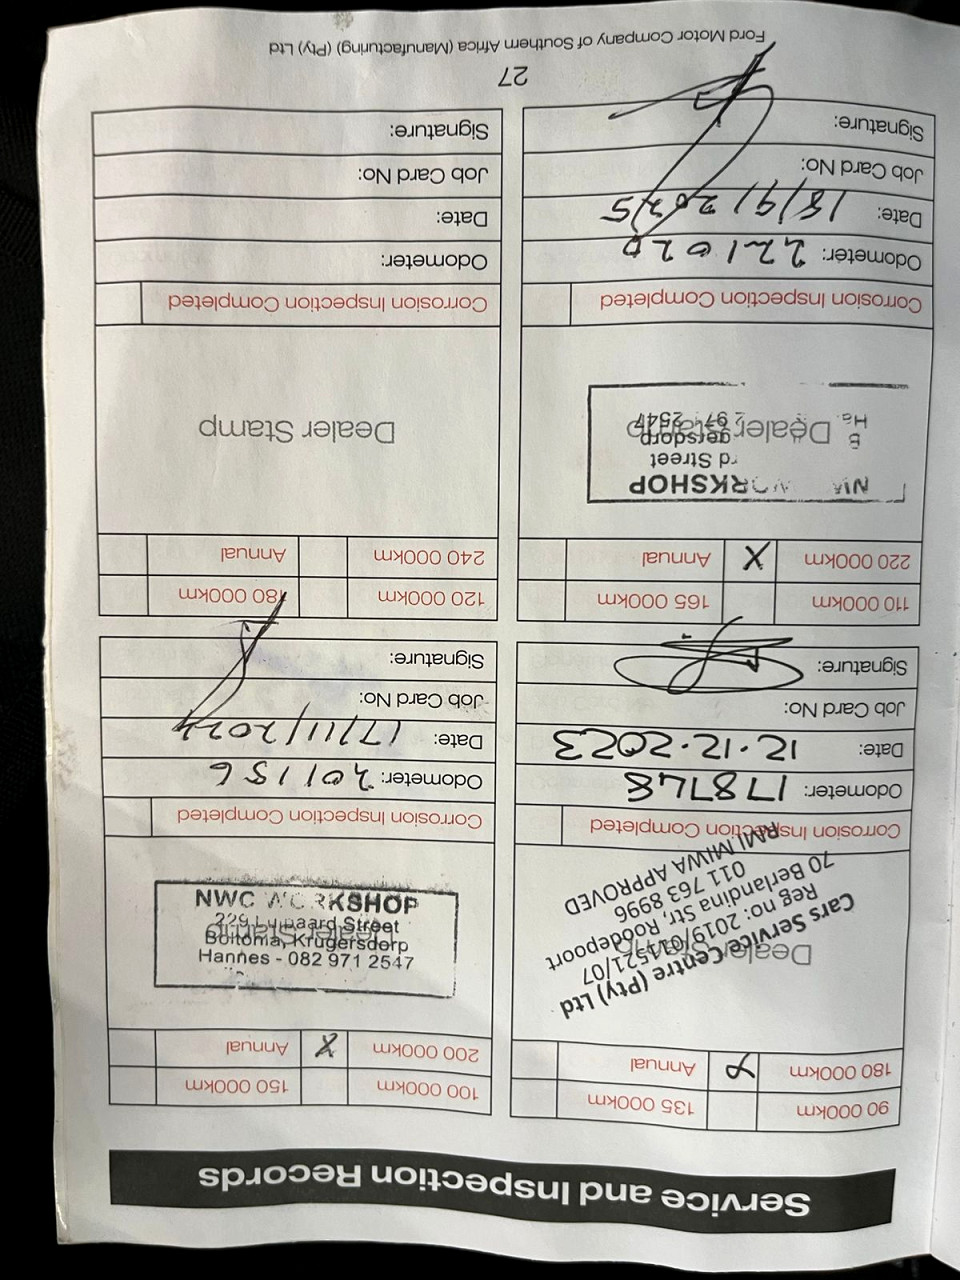 Service and Inspection Records
90 000km
135 000km
180 000km
X
Annual
Dealer Stamp
Cars Service Centre (Pty) Ltd
Reg no: 2019/014521/07
70 Berlandina Str, Roodepoort
011 763 8996
RMI MIWA APPROVED
Corrosion Inspection Completed
Odometer: 178748
Date: 12.12.2023
Job Card No:
Signature:
100 000km
150 000km
200 000km
X
Annual
Dealer Stamp
NWC WORKSHOP
229 Luipaard Street
Boltonia, Krugersdorp
Hannes - 082 971 2547
Corrosion Inspection Completed
Odometer: 201156
Date: 17/11/2024
Job Card No:
Signature:
110 000km
165 000km
220 000km
X
Annual
Dealer Stamp
WORKSHOP
rd Street
gersdorp
2547
Corrosion Inspection Completed
Odometer: 221020
Date: 18/9/2025
Job Card No:
Signature:
120 000km
180 000km
240 000km
Annual
Dealer Stamp
Corrosion Inspection Completed
Odometer:
Date:
Job Card No:
Signature:
27
Ford Motor Company of Southern Africa (Manufacturing) (Pty) Ltd